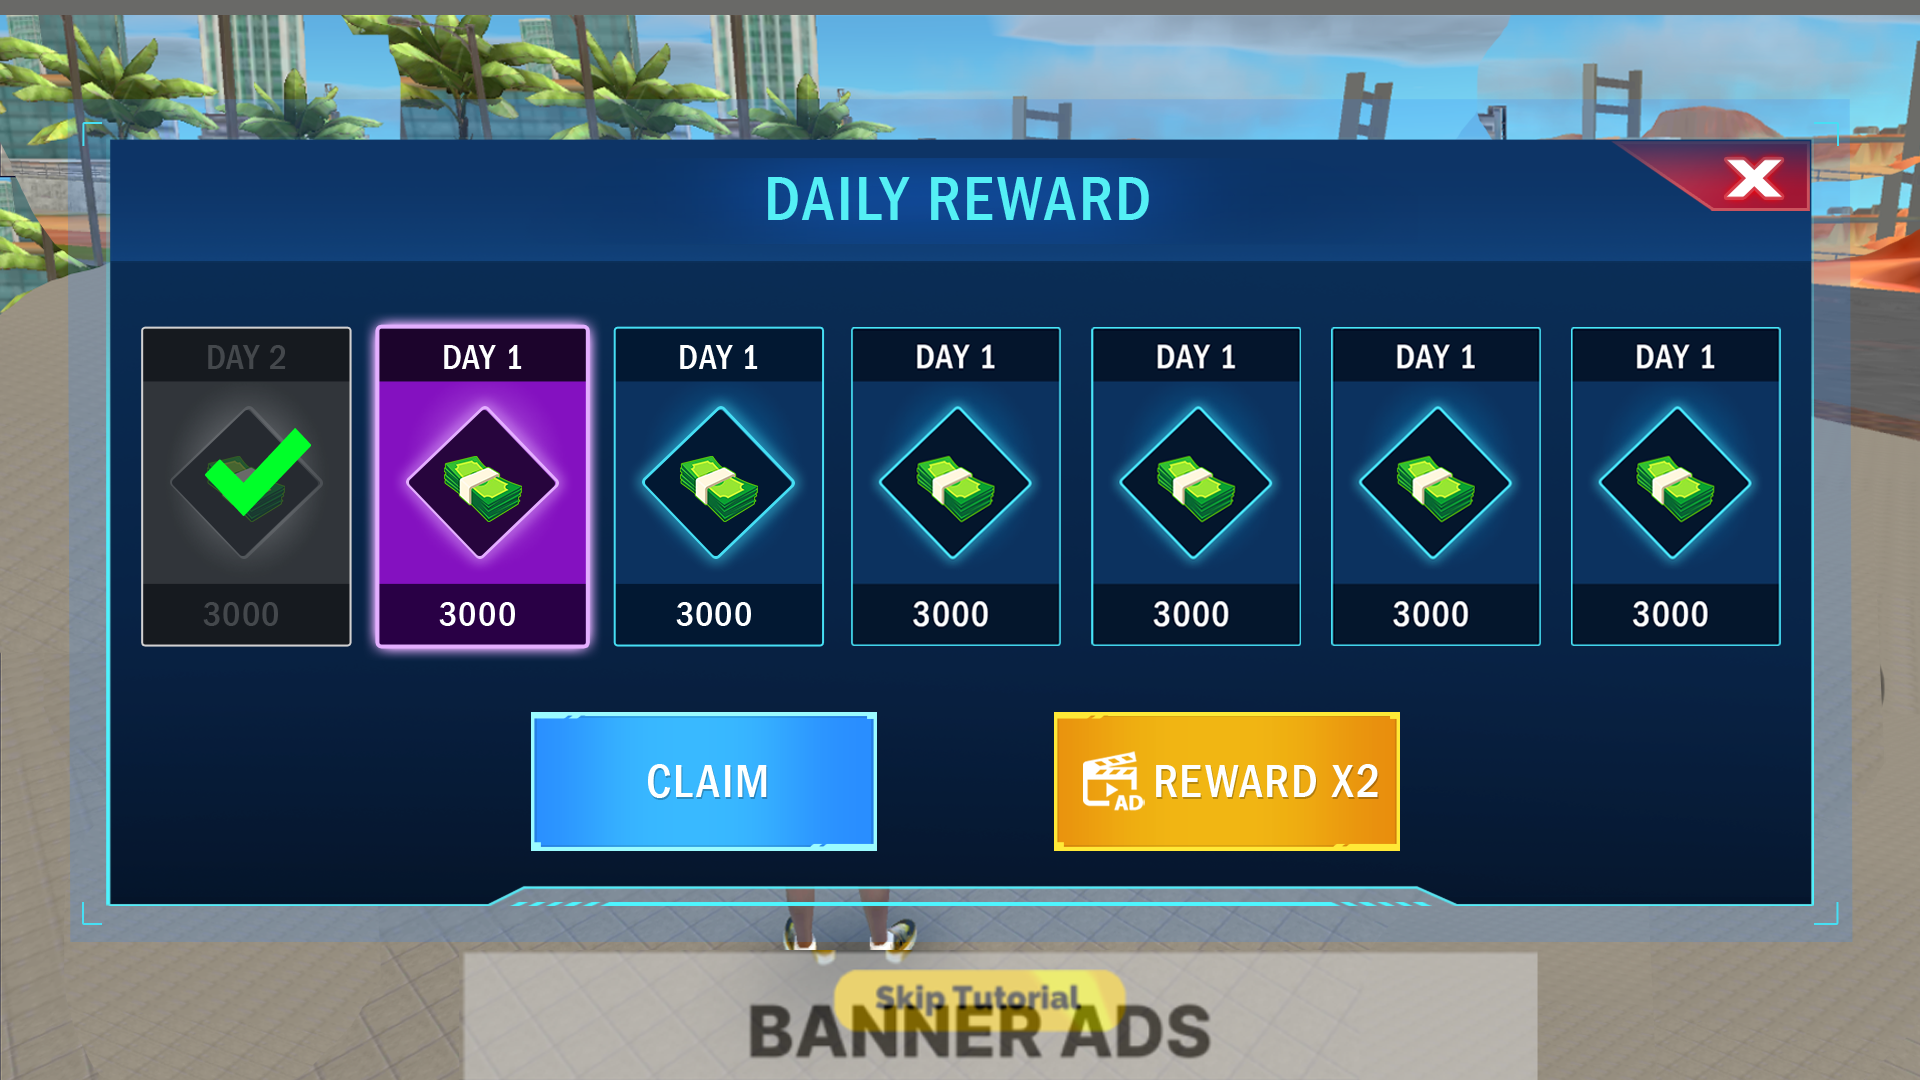 DAILY REWARD
X
DAY 2
DAY 1
DAY 1
DAY 1
DAY 1
DAY 1
DAY 1
3000
3000
3000
3000
3000
3000
3000
CLAIM
AD
REWARD X2
Skip Tutorial
BANNER ADS